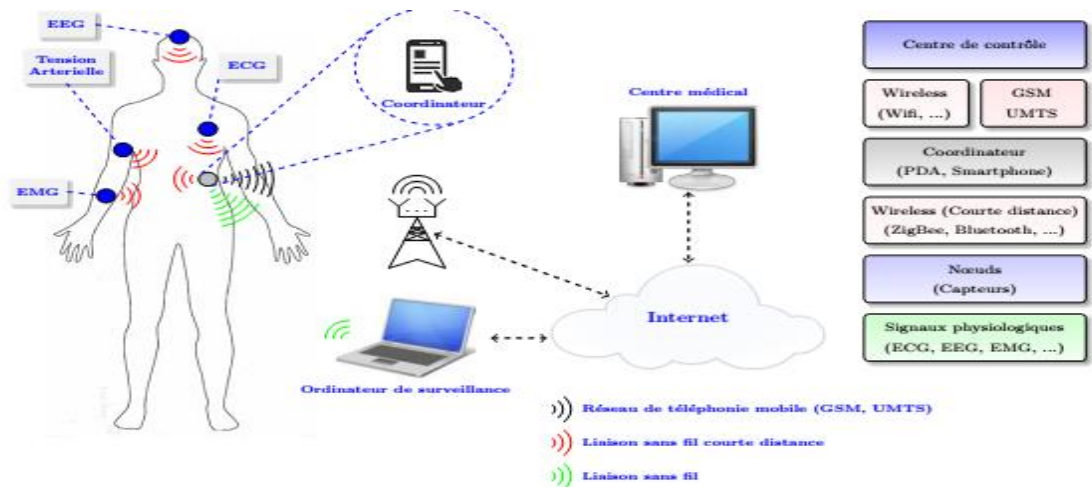 EEG
Tension
Arterielle
ECG
EMG
Coordinateur
Centre médical
Internet
Ordinateur de surveillance
Réseau de téléphonie mobile (GSM, UMTS)
Liaison sans fil courte distance
Liaison sans fil
Centre de contrôle
Wireless
(Wifi, ...)
GSM
UMTS
Coordinateur
(PDA, Smartphone)
Wireless (Courte distance)
(ZigBee, Bluetooth, ...)
Nœuds
(Capteurs)
Signaux physiologiques
(ECG, EEG, EMG, ...)